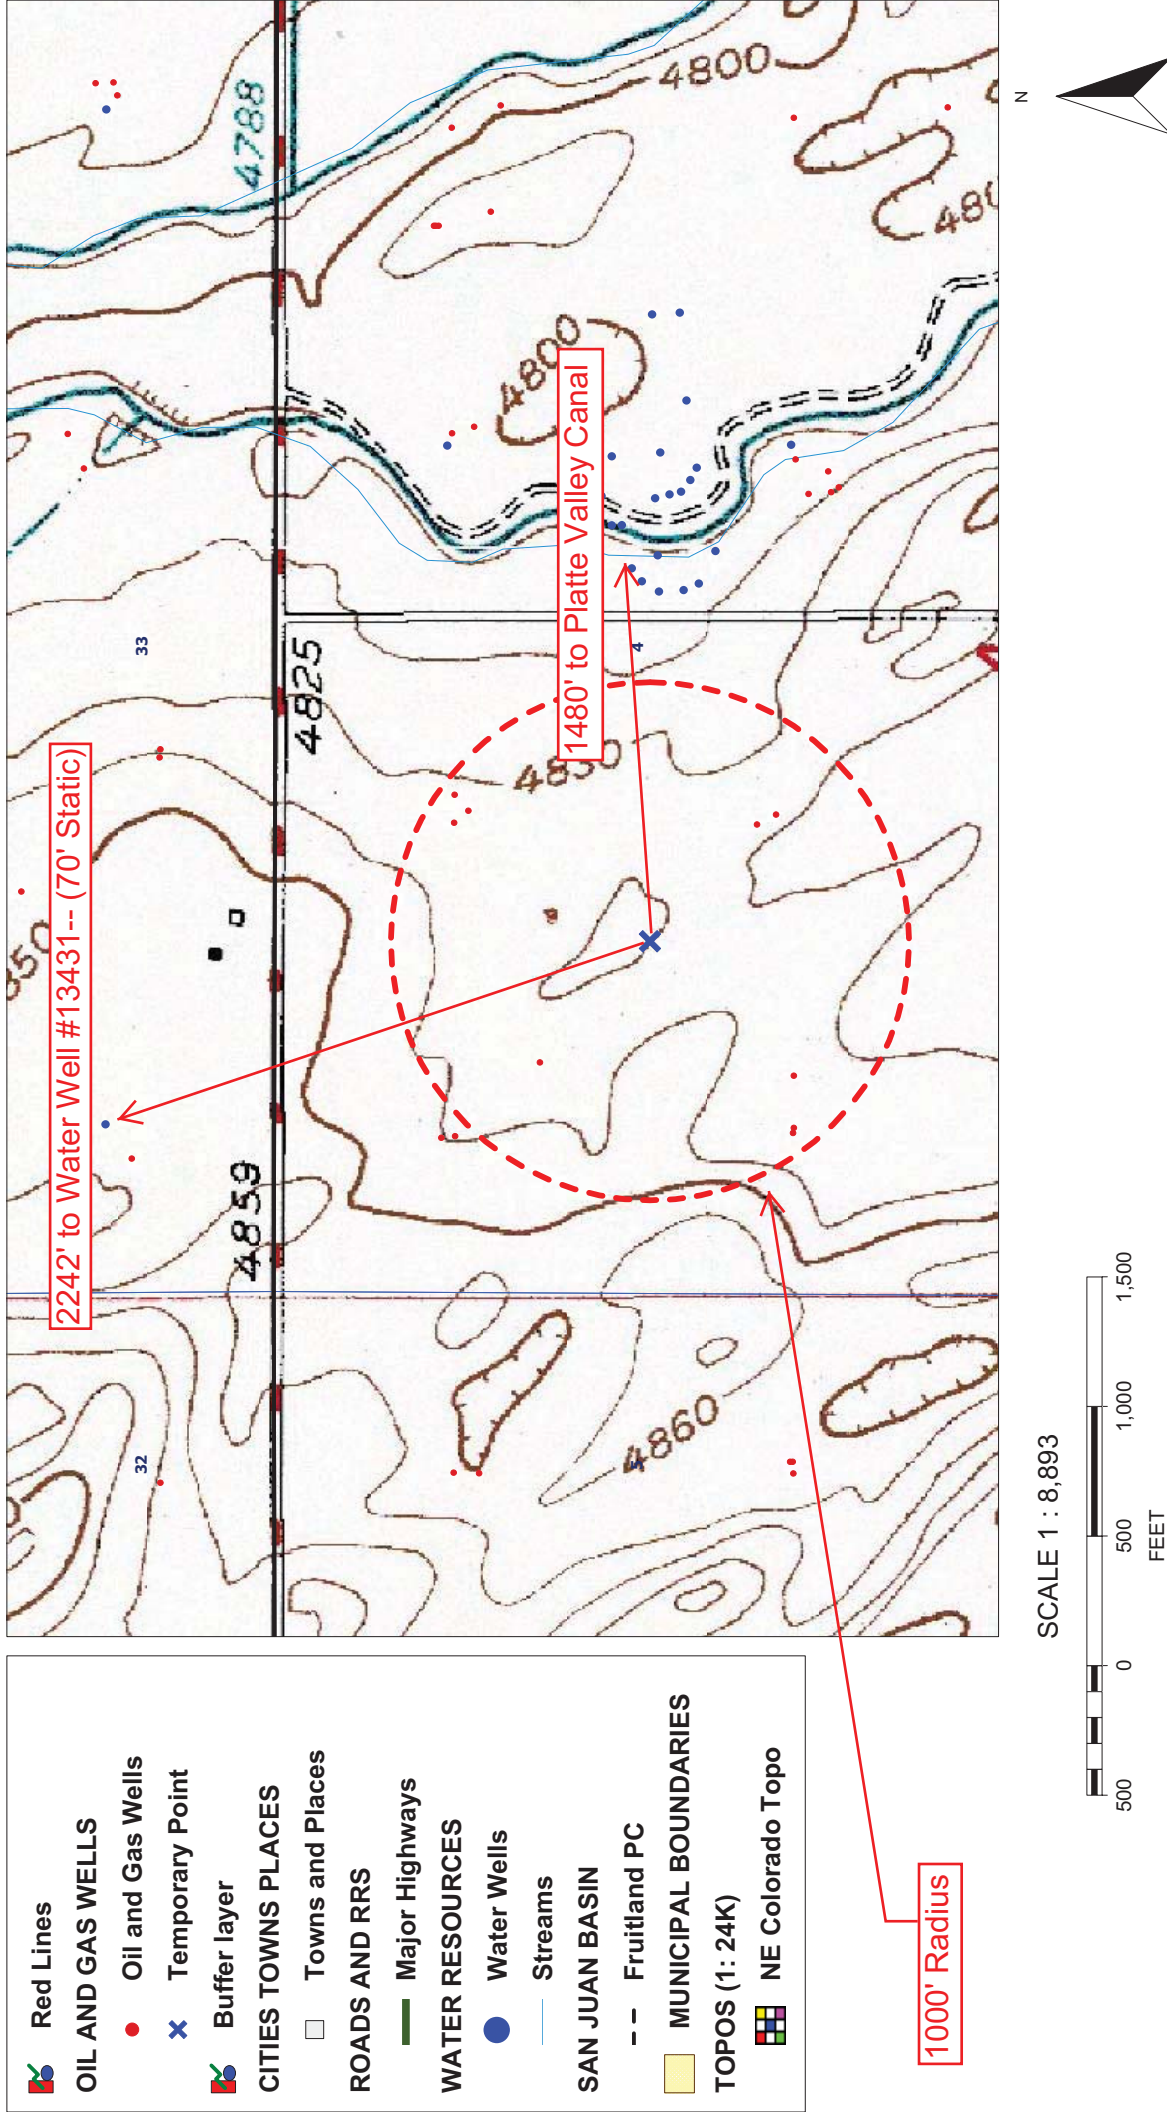 Red Lines
OIL AND GAS WELLS
Oil and Gas Wells
Temporary Point
Buffer layer
CITIES TOWNS PLACES
Towns and Places
ROADS AND RRS
Major Highways
WATER RESOURCES
Water Wells
Streams
SAN JUAN BASIN
Fruitland PC
MUNICIPAL BOUNDARIES
TOPOS (1: 24K)
NE Colorado Topo
2242' to Water Well #13431-- (70' Static)
1480' to Platte Valley Canal
1000' Radius
32
33
4
4859
4825
4788
4860
4850
4800
4800
SCALE 1 : 8,893
500 0 500 1,000 1,500
FEET
N